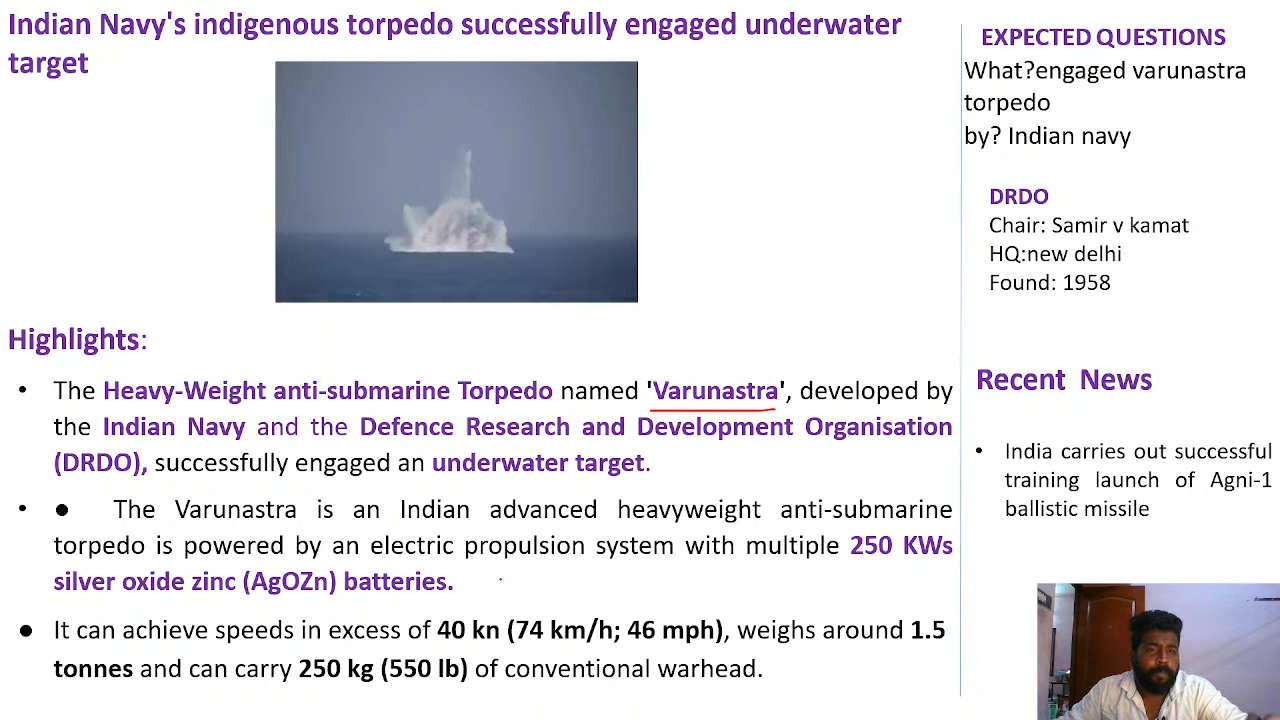 Indian Navy's indigenous torpedo successfully engaged underwater
target
Highlights:
• The Heavy-Weight anti-submarine Torpedo named 'Varunastra', developed by
the Indian Navy and the Defence Research and Development Organisation
(DRDO), successfully engaged an underwater target.
• ● The Varunastra is an Indian advanced heavyweight anti-submarine
torpedo is powered by an electric propulsion system with multiple 250 KWs
silver oxide zinc (AgOZn) batteries.
● It can achieve speeds in excess of 40 kn (74 km/h; 46 mph), weighs around 1.5
tonnes and can carry 250 kg (550 lb) of conventional warhead.
EXPECTED QUESTIONS
What?engaged varunastra
torpedo
by? Indian navy
DRDO
Chair: Samir v kamat
HQ:new delhi
Found: 1958
Recent News
• India carries out successful
training launch of Agni-1
ballistic missile